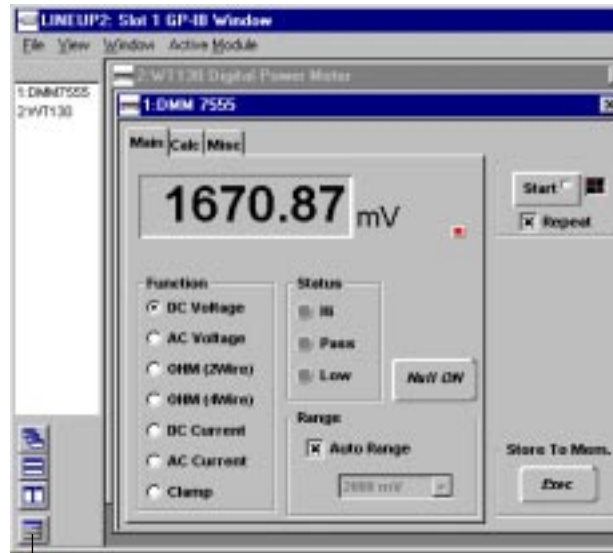 LINEUP2: Slot 1 GP-IB Window
File View Window Active Module
1:DMM7555
2:WT130
2:WT130 Digital Power Meter
1:DMM 7555
Main Calc Misc
1670.87 mV
Start
Repeat
Function
DC Voltage
AC Voltage
OHM (2Wire)
OHM (4Wire)
DC Current
AC Current
Clamp
Status
Hi
Pass
Low
Null ON
Range
Auto Range
2000 mV
Store To Mem.
Exec